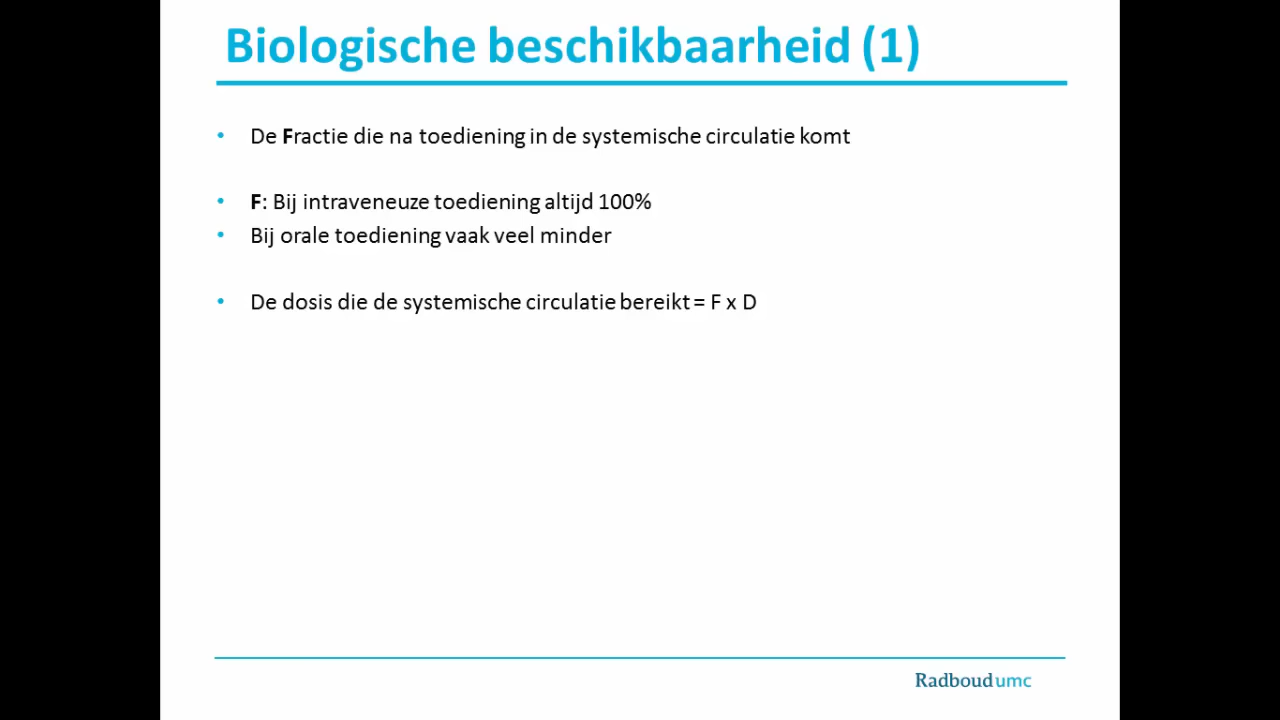 Biologische beschikbaarheid (1)
• De Fractie die na toediening in de systemische circulatie komt
• F: Bij intraveneuze toediening altijd 100%
• Bij orale toediening vaak veel minder
• De dosis die de systemische circulatie bereikt = F x D
Radboudumc